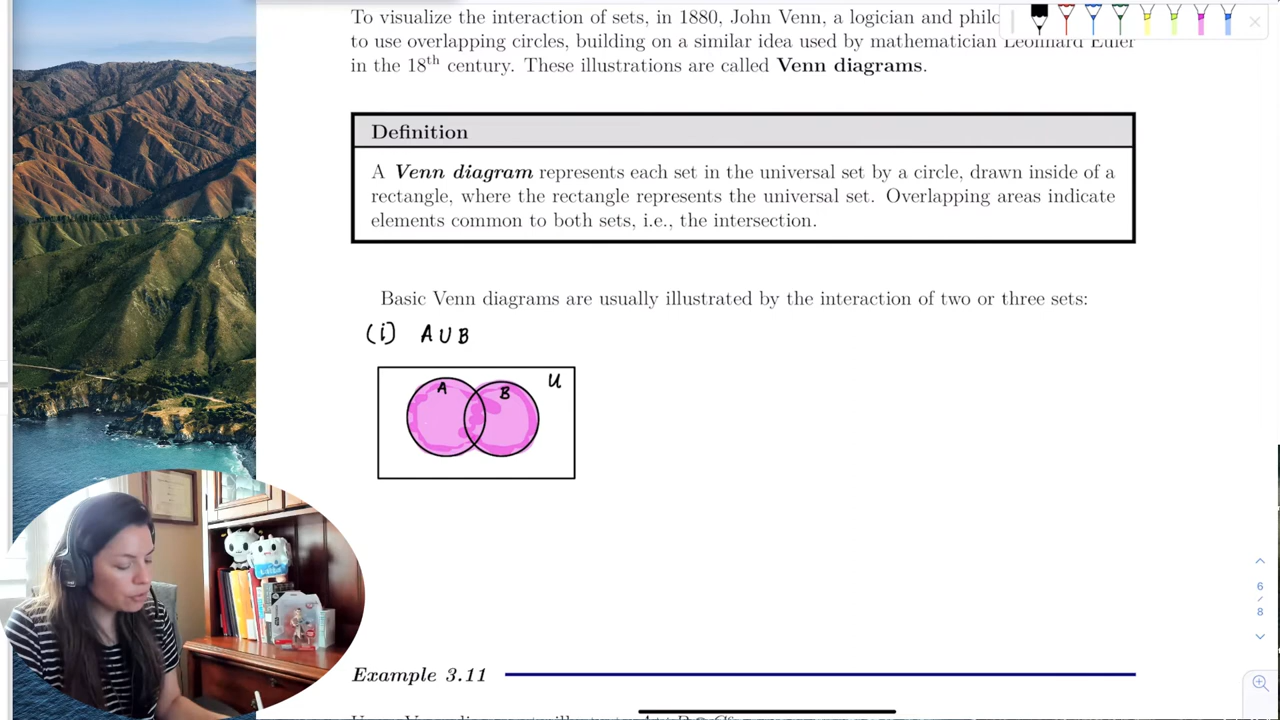 To visualize the interaction of sets, in 1880, John Venn, a logician and
to use overlapping circles, building on a similar idea used by mathematician Leonhard Euler
in the 18th century. These illustrations are called Venn diagrams.
Definition
A Venn diagram represents each set in the universal set by a circle, drawn inside of a
rectangle, where the rectangle represents the universal set. Overlapping areas indicate
elements common to both sets, i.e., the intersection.
Basic Venn diagrams are usually illustrated by the interaction of two or three sets:
(i) A ∪ B
A
B
U
6
/
8
Example 3.11